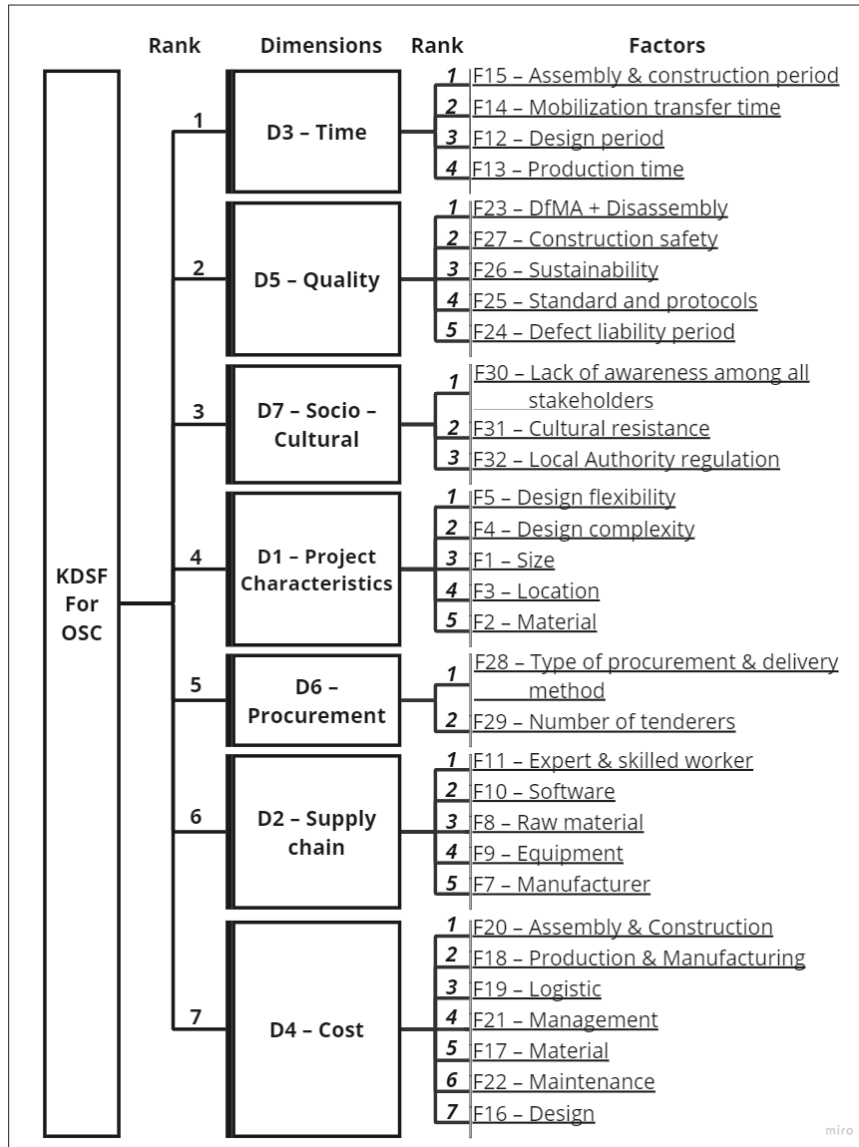 Rank Dimensions Rank Factors
KDSF
For
OSC
1
D3 – Time
1 F15 – Assembly & construction period
2 F14 – Mobilization transfer time
3 F12 – Design period
4 F13 – Production time
2
D5 – Quality
1 F23 – DfMA + Disassembly
2 F27 – Construction safety
3 F26 – Sustainability
4 F25 – Standard and protocols
5 F24 – Defect liability period
3
D7 – Socio –
Cultural
1 F30 – Lack of awareness among all
stakeholders
2 F31 – Cultural resistance
3 F32 – Local Authority regulation
4
D1 – Project
Characteristics
1 F5 – Design flexibility
2 F4 – Design complexity
3 F1 – Size
4 F3 – Location
5 F2 – Material
5
D6 –
Procurement
1 F28 – Type of procurement & delivery
method
2 F29 – Number of tenderers
6
D2 – Supply
chain
1 F11 – Expert & skilled worker
2 F10 – Software
3 F8 – Raw material
4 F9 – Equipment
5 F7 – Manufacturer
7
D4 – Cost
1 F20 – Assembly & Construction
2 F18 – Production & Manufacturing
3 F19 – Logistic
4 F21 – Management
5 F17 – Material
6 F22 – Maintenance
7 F16 – Design
miro